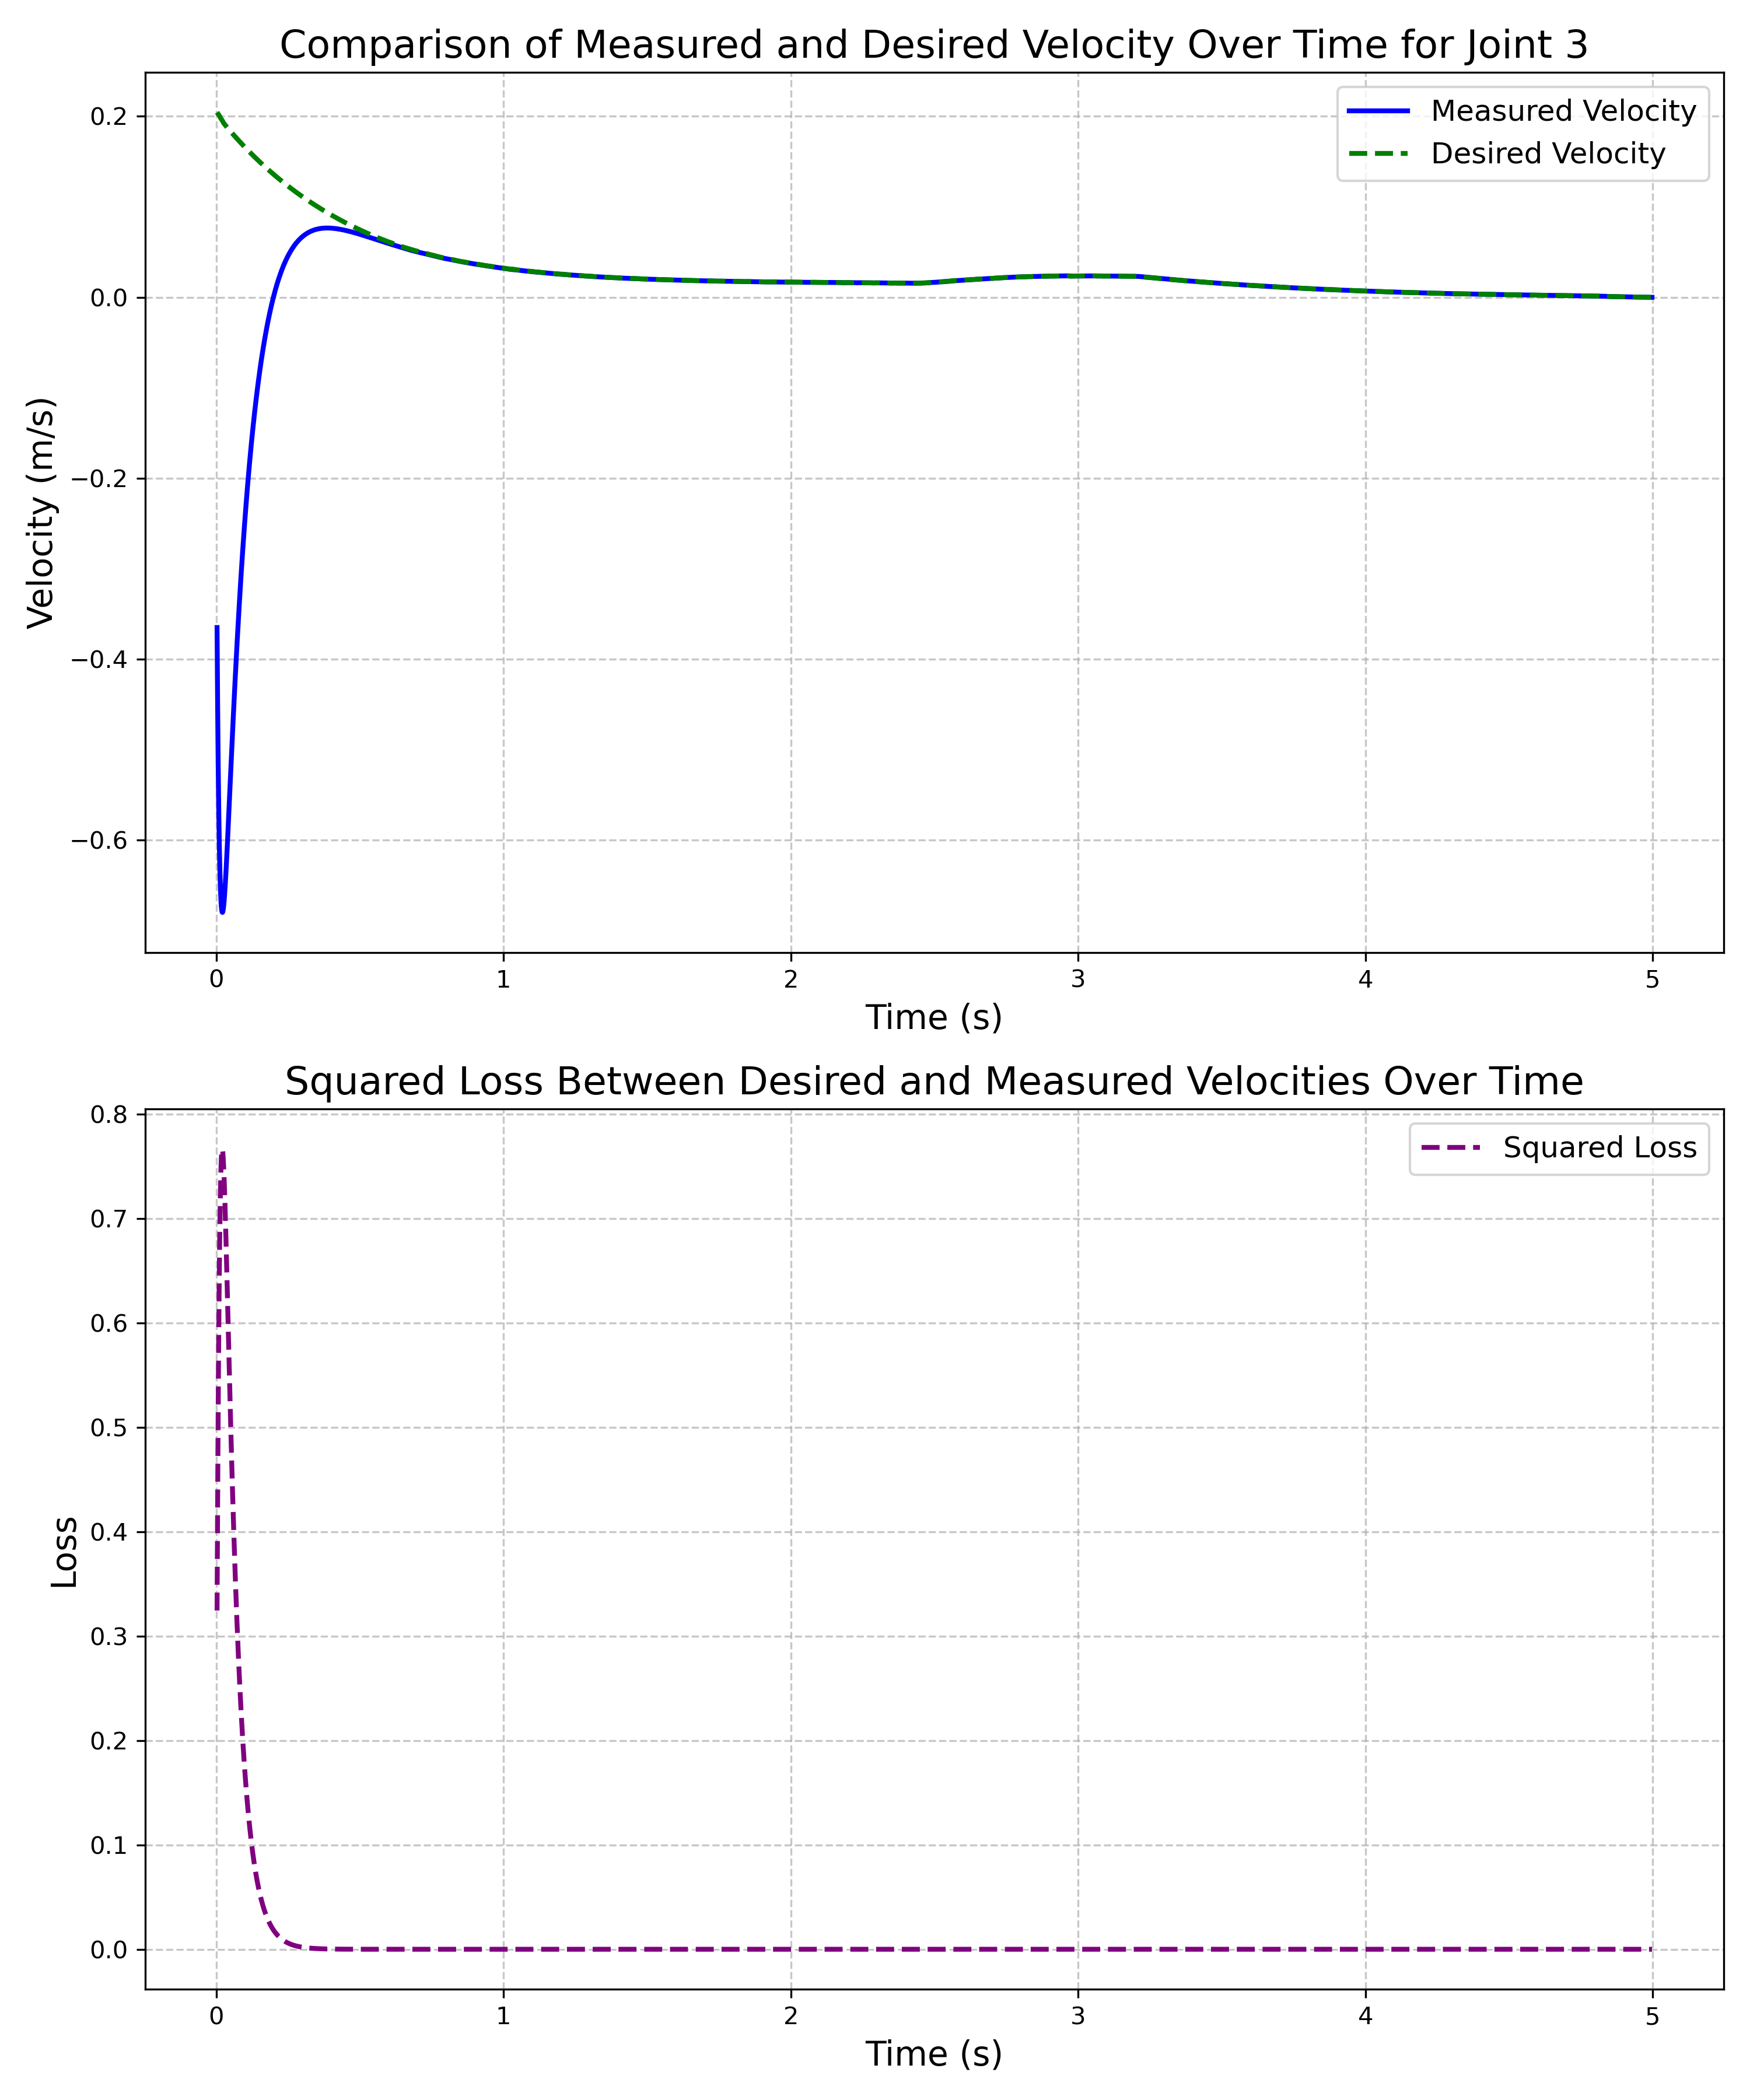 Comparison of Measured and Desired Velocity Over Time for Joint 3
Measured Velocity
Desired Velocity
Velocity (m/s)
0.2
0.0
−0.2
−0.4
−0.6
0 1 2 3 4 5
Time (s)
Squared Loss Between Desired and Measured Velocities Over Time
Squared Loss
Loss
0.8
0.7
0.6
0.5
0.4
0.3
0.2
0.1
0.0
0 1 2 3 4 5
Time (s)